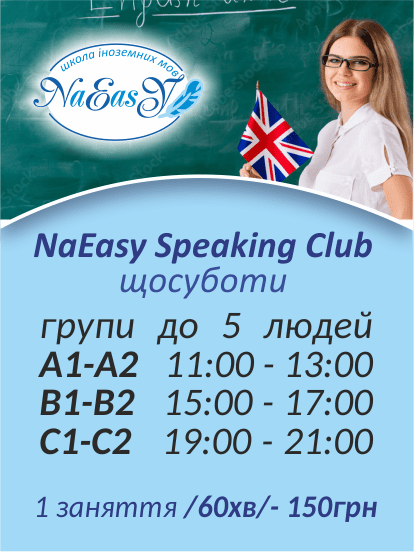 English
школа іноземних мов
NaEasy
NaEasy Speaking Club
щосуботи
групи до 5 людей
A1-A2 11:00 - 13:00
B1-B2 15:00 - 17:00
C1-C2 19:00 - 21:00
1 заняття /60хв/- 150грн